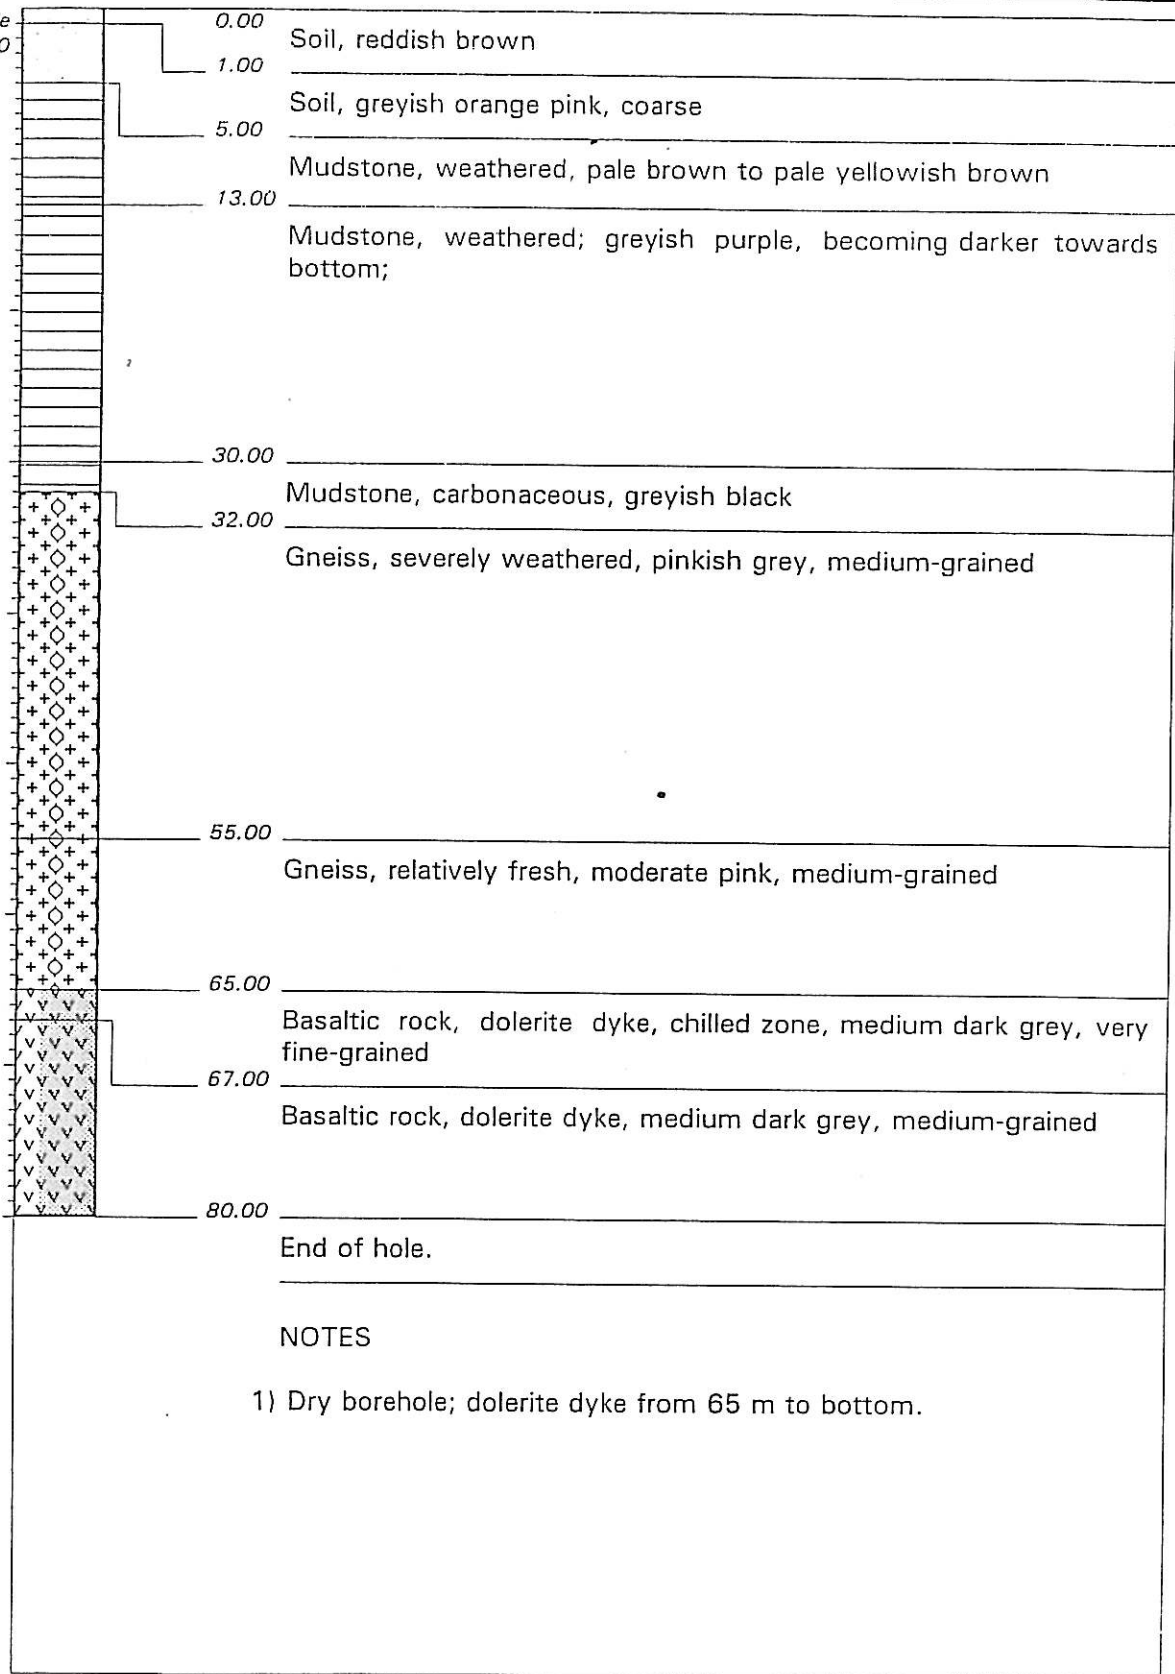 0.00
Soil, reddish brown
1.00
Soil, greyish orange pink, coarse
5.00
Mudstone, weathered, pale brown to pale yellowish brown
13.00
Mudstone, weathered; greyish purple, becoming darker towards
bottom;
30.00
Mudstone, carbonaceous, greyish black
32.00
Gneiss, severely weathered, pinkish grey, medium-grained
55.00
Gneiss, relatively fresh, moderate pink, medium-grained
65.00
Basaltic rock, dolerite dyke, chilled zone, medium dark grey, very
fine-grained
67.00
Basaltic rock, dolerite dyke, medium dark grey, medium-grained
80.00
End of hole.
NOTES
1) Dry borehole; dolerite dyke from 65 m to bottom.